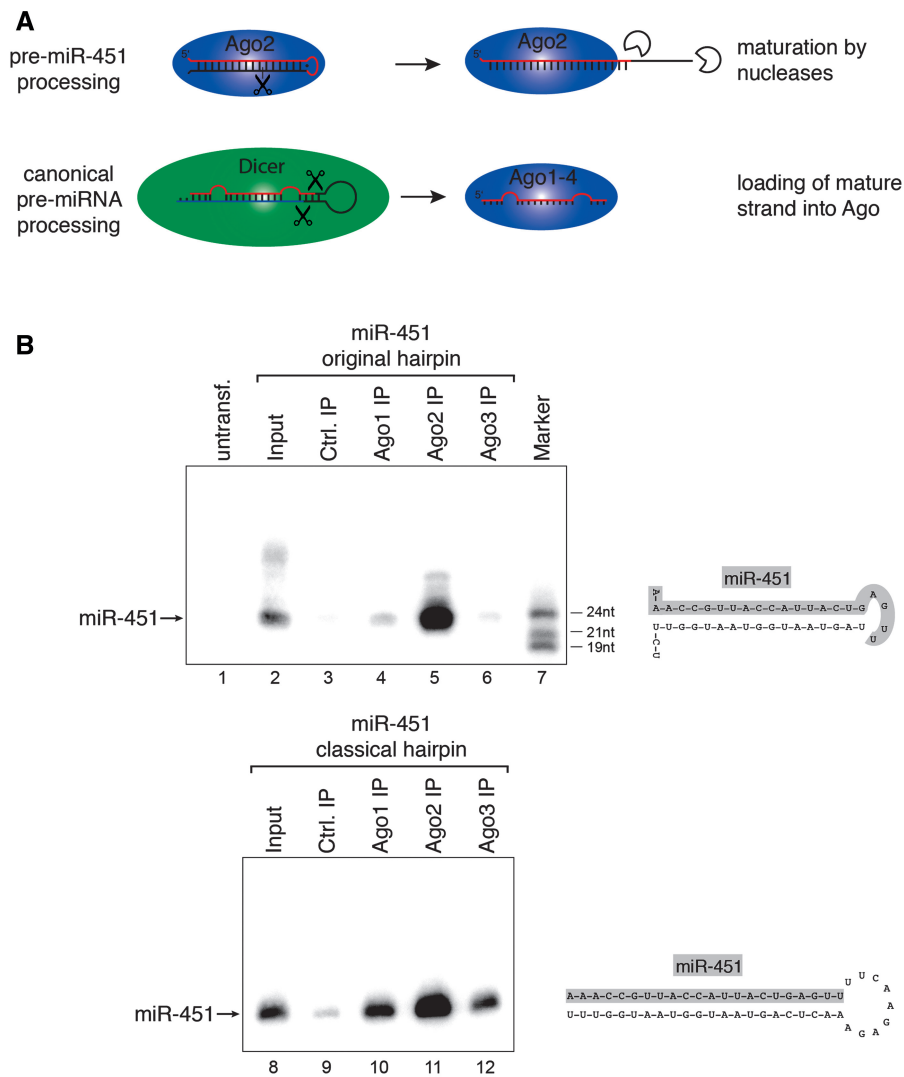 A
pre-miR-451
processing
5'
Ago2
5'
Ago2
maturation by
nucleases
canonical
pre-miRNA
processing
Dicer
5'
Ago1-4
loading of mature
strand into Ago
B
miR-451
original hairpin
untransf.
Input
Ctrl. IP
Ago1 IP
Ago2 IP
Ago3 IP
Marker
miR-451
24nt
21nt
19nt
1 2 3 4 5 6 7
miR-451
A-
A-A-C-C-G-U-U-A-C-C-A-U-U-A-C-U-G
A
G
U
U
U-U-G-G-U-A-A-U-G-G-U-A-A-U-G-A-U
U
-C-U
miR-451
classical hairpin
Input
Ctrl. IP
Ago1 IP
Ago2 IP
Ago3 IP
miR-451
8 9 10 11 12
miR-451
A-A-A-C-C-G-U-U-A-C-C-A-U-U-A-C-U-G-A-G-U-U
U U C A A G A G A
U-U-U-G-G-U-A-A-U-G-G-U-A-A-U-G-A-C-U-C-A-A